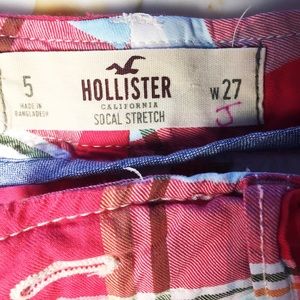 5
MADE IN
BANGLADESH
HOLLISTER
CALIFORNIA
SOCAL STRETCH
W 27
J